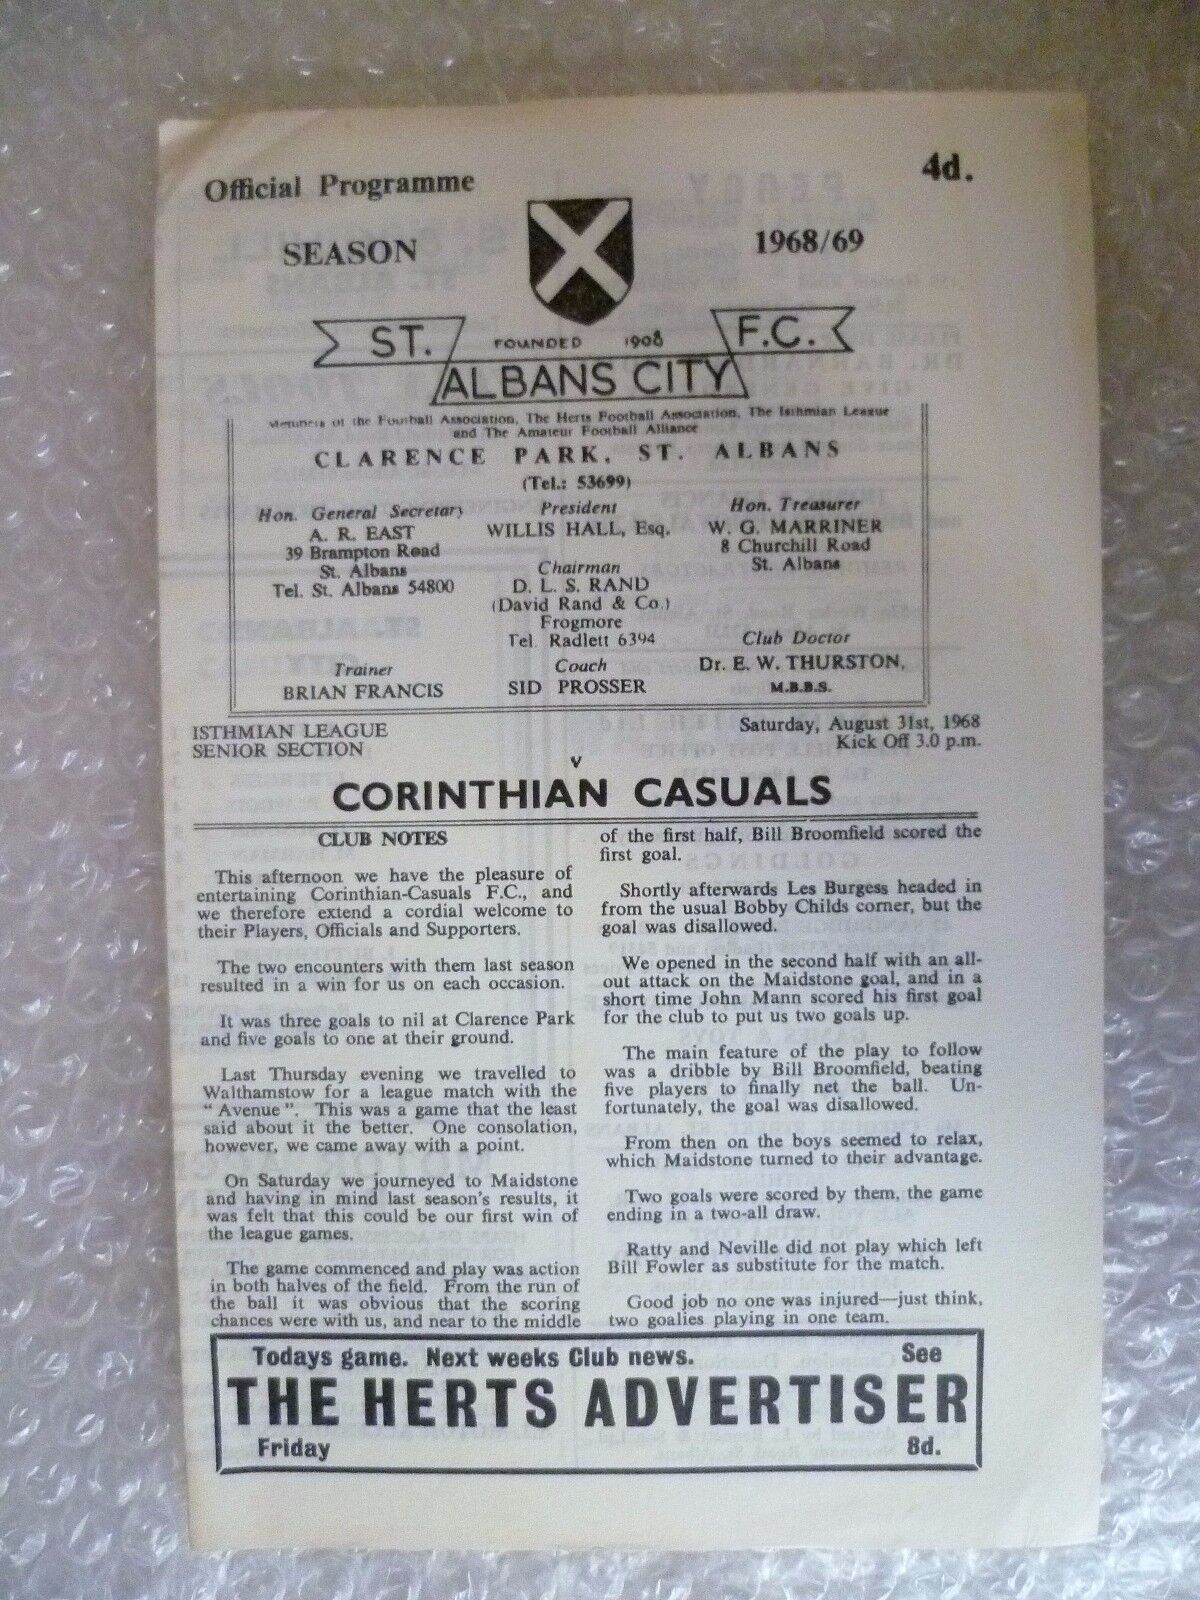 Official Programme
4d.
SEASON
1968/69
ST.
FOUNDED 1908
F.C.
ALBANS CITY
Members of the Football Association, The Herts Football Association, The Isthmian League
and The Amateur Football Alliance
CLARENCE PARK, ST. ALBANS
(Tel.: 53699)
Hon. General Secretary
A. R. EAST
39 Brampton Road
St. Albans
Tel. St. Albans 54800
President
WILLIS HALL, Esq.
Chairman
D. L. S. RAND
(David Rand & Co.)
Frogmore
Tel. Radlett 6394
Hon. Treasurer
W. G. MARRINER
8 Churchill Road
St. Albans
Club Doctor
Dr. E. W. THURSTON,
M.B.B.S.
Trainer
BRIAN FRANCIS
Coach
SID PROSSER
ISTHMIAN LEAGUE
SENIOR SECTION
Saturday, August 31st, 1968
Kick Off 3.0 p.m.
v
CORINTHIAN CASUALS
CLUB NOTES
This afternoon we have the pleasure of
entertaining Corinthian-Casuals F.C., and
we therefore extend a cordial welcome to
their Players, Officials and Supporters.
The two encounters with them last season
resulted in a win for us on each occasion.
It was three goals to nil at Clarence Park
and five goals to one at their ground.
Last Thursday evening we travelled to
Walthamstow for a league match with the
“ Avenue ”. This was a game that the least
said about it the better. One consolation,
however, we came away with a point.
On Saturday we journeyed to Maidstone
and having in mind last season's results, it
was felt that this could be our first win of
the league games.
The game commenced and play was action
in both halves of the field. From the run of
the ball it was obvious that the scoring
chances were with us, and near to the middle
of the first half, Bill Broomfield scored the
first goal.
Shortly afterwards Les Burgess headed in
from the usual Bobby Childs corner, but the
goal was disallowed.
We opened in the second half with an all-
out attack on the Maidstone goal, and in a
short time John Mann scored his first goal
for the club to put us two goals up.
The main feature of the play to follow
was a dribble by Bill Broomfield, beating
five players to finally net the ball. Un-
fortunately, the goal was disallowed.
From then on the boys seemed to relax,
which Maidstone turned to their advantage.
Two goals were scored by them, the game
ending in a two-all draw.
Ratty and Neville did not play which left
Bill Fowler as substitute for the match.
Good job no one was injured—just think,
two goalies playing in one team.
Todays game. Next weeks Club news. See
THE HERTS ADVERTISER
Friday 8d.